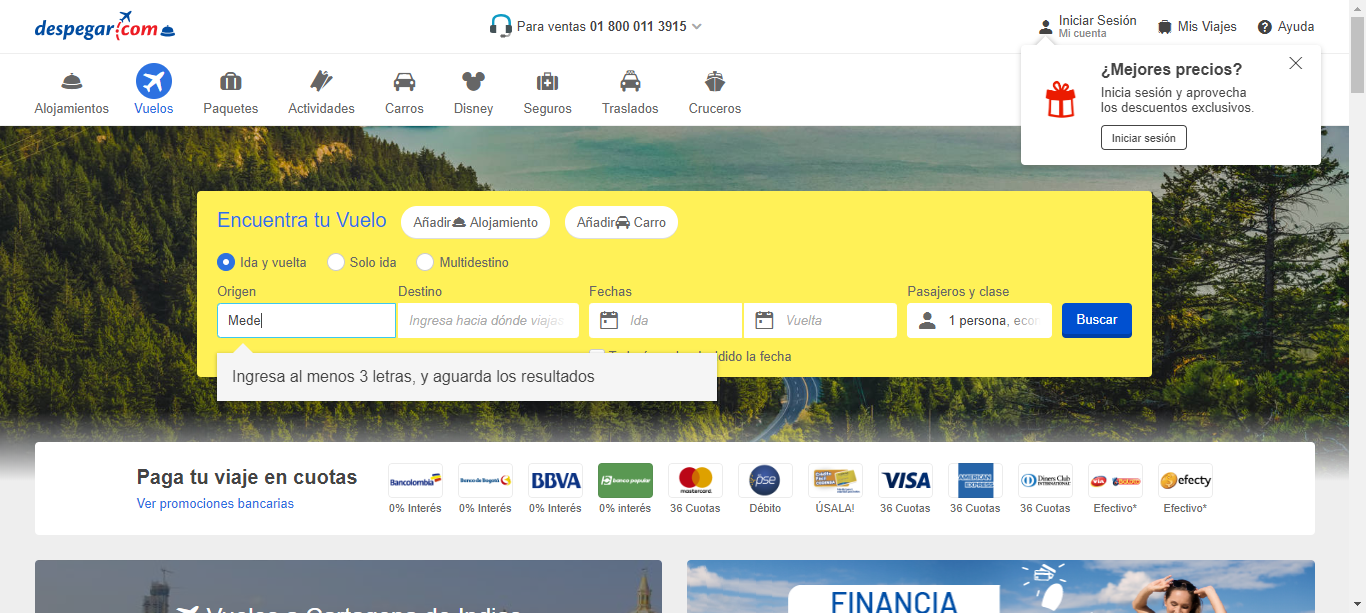 despegar.com
Para ventas 01 800 011 3915
Iniciar Sesión
Mi cuenta
Mis Viajes
Ayuda
¿Mejores precios?
Inicia sesión y aprovecha
los descuentos exclusivos.
Iniciar sesión
Alojamientos
Vuelos
Paquetes
Actividades
Carros
Disney
Seguros
Traslados
Cruceros
Encuentra tu Vuelo
Añadir Alojamiento
Añadir Carro
Ida y vuelta
Solo ida
Multidestino
Origen
Destino
Fechas
Pasajeros y clase
Mede
Ingresa hacia dónde viajas
Ida
Vuelta
1 persona, econ
Buscar
la fecha
Ingresa al menos 3 letras, y aguarda los resultados
Paga tu viaje en cuotas
Ver promociones bancarias
Bancolombia
0% Interés
Banco de Bogotá
0% Interés
BBVA
0% Interés
banco popular
0% interés
mastercard
36 Cuotas
pse
Débito
ÚSALA!
VISA
36 Cuotas
AMERICAN EXPRESS
36 Cuotas
Diners Club
INTERNATIONAL
36 Cuotas
via baloto
Efectivo*
efecty
Efectivo*
Vuelos a Cartagena de Indias
FINANCIA